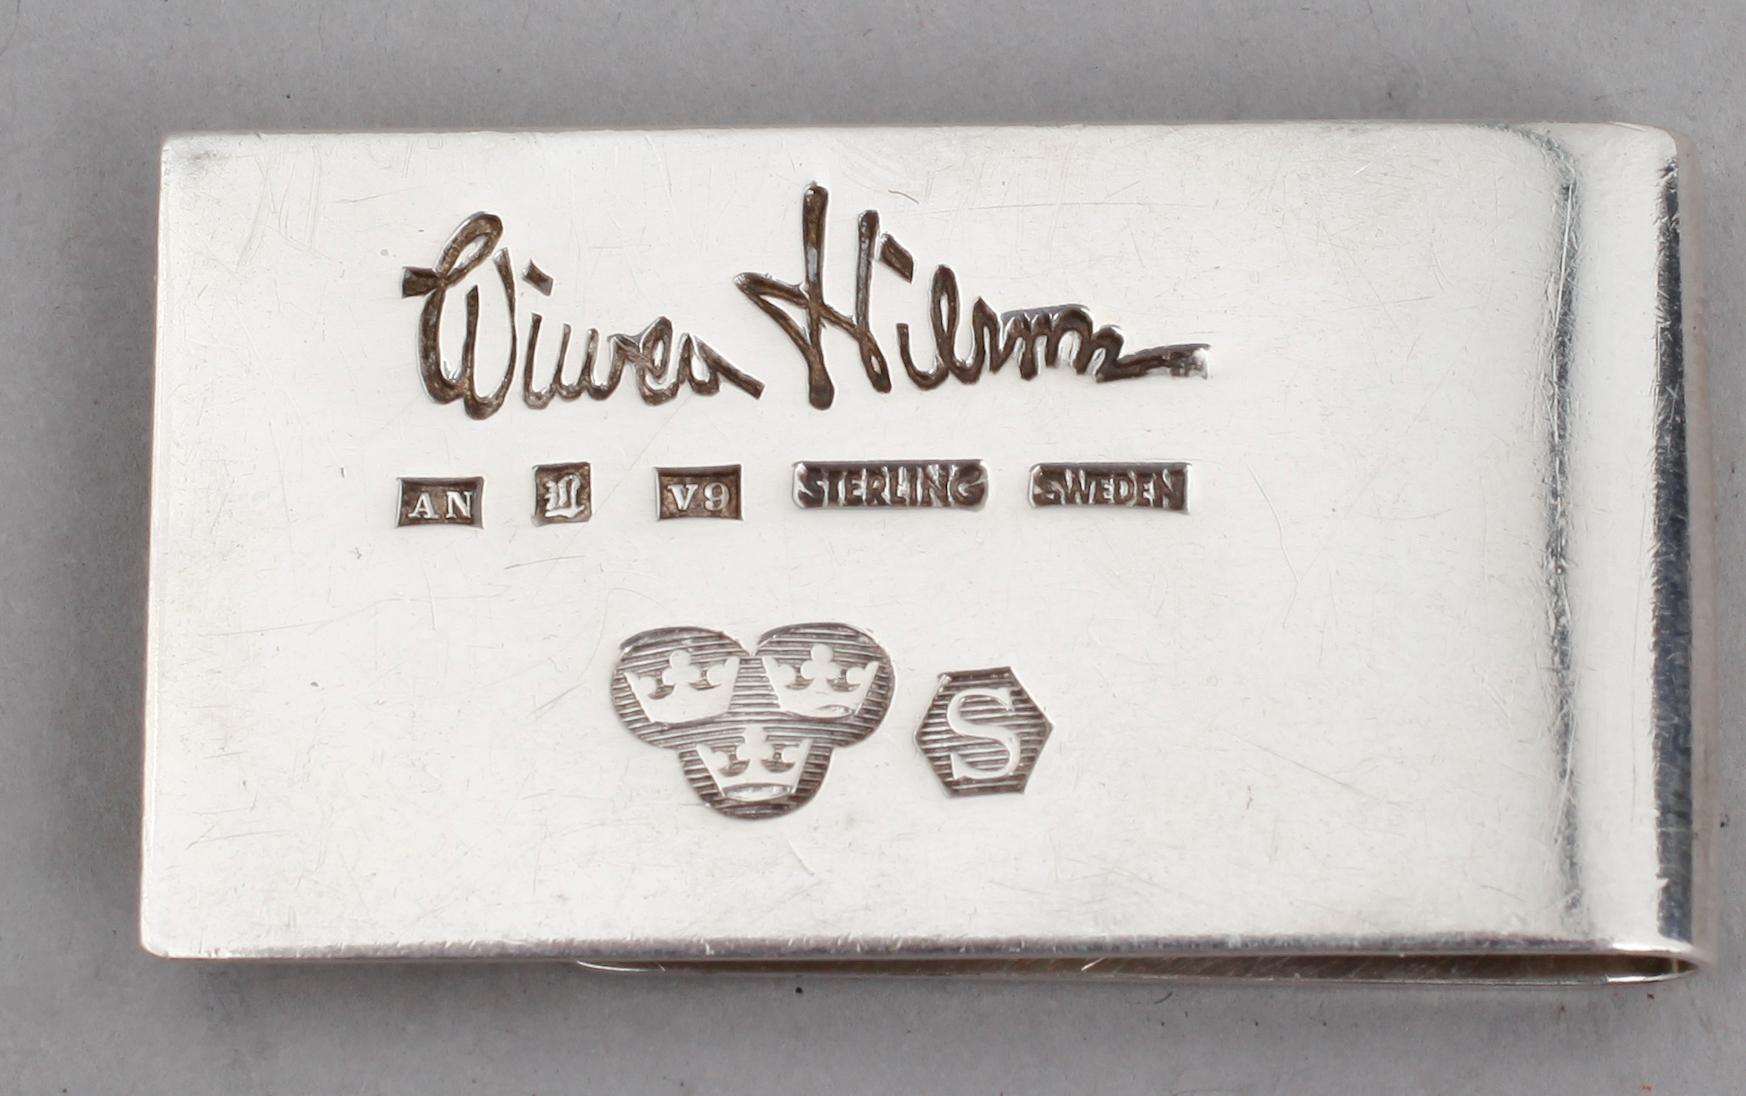 Wiwen Nilsson
AN L V9 STERLING SWEDEN
S